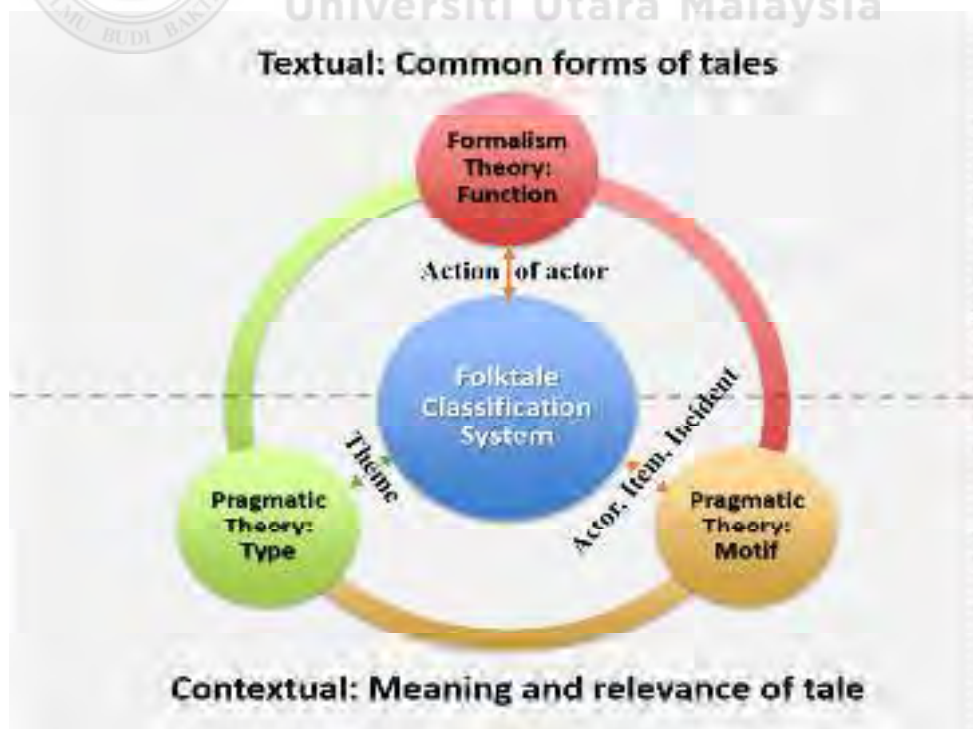 Universiti Utara Malaysia
BUDI
Textual: Common forms of tales
Formalism
Theory:
Function
Action of actor
Folktale
Classification
System
Theme
Actor, Item, Incident
Pragmatic
Theory:
Type
Pragmatic
Theory:
Motif
Contextual: Meaning and relevance of tale